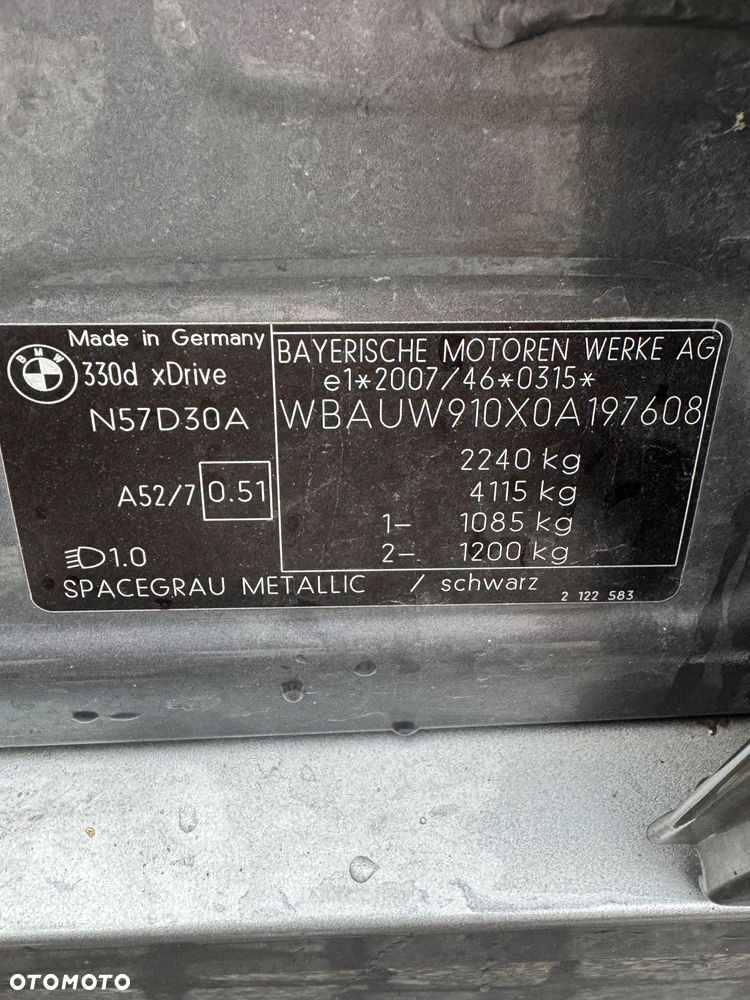 Made in Germany
BMW
330d xDrive
N57D30A
A52/7 0.51
1.0
SPACEGRAU METALLIC / schwarz
BAYERISCHE MOTOREN WERKE AG
e1*2007/46*0315*
WBAUW910X0A197608
2240 kg
4115 kg
1– 1085 kg
2– 1200 kg
2 122 583
OTOMOTO